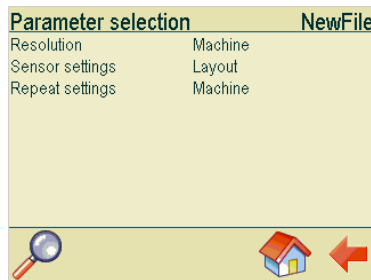 Parameter selection NewFile
Resolution Machine
Sensor settings Layout
Repeat settings Machine